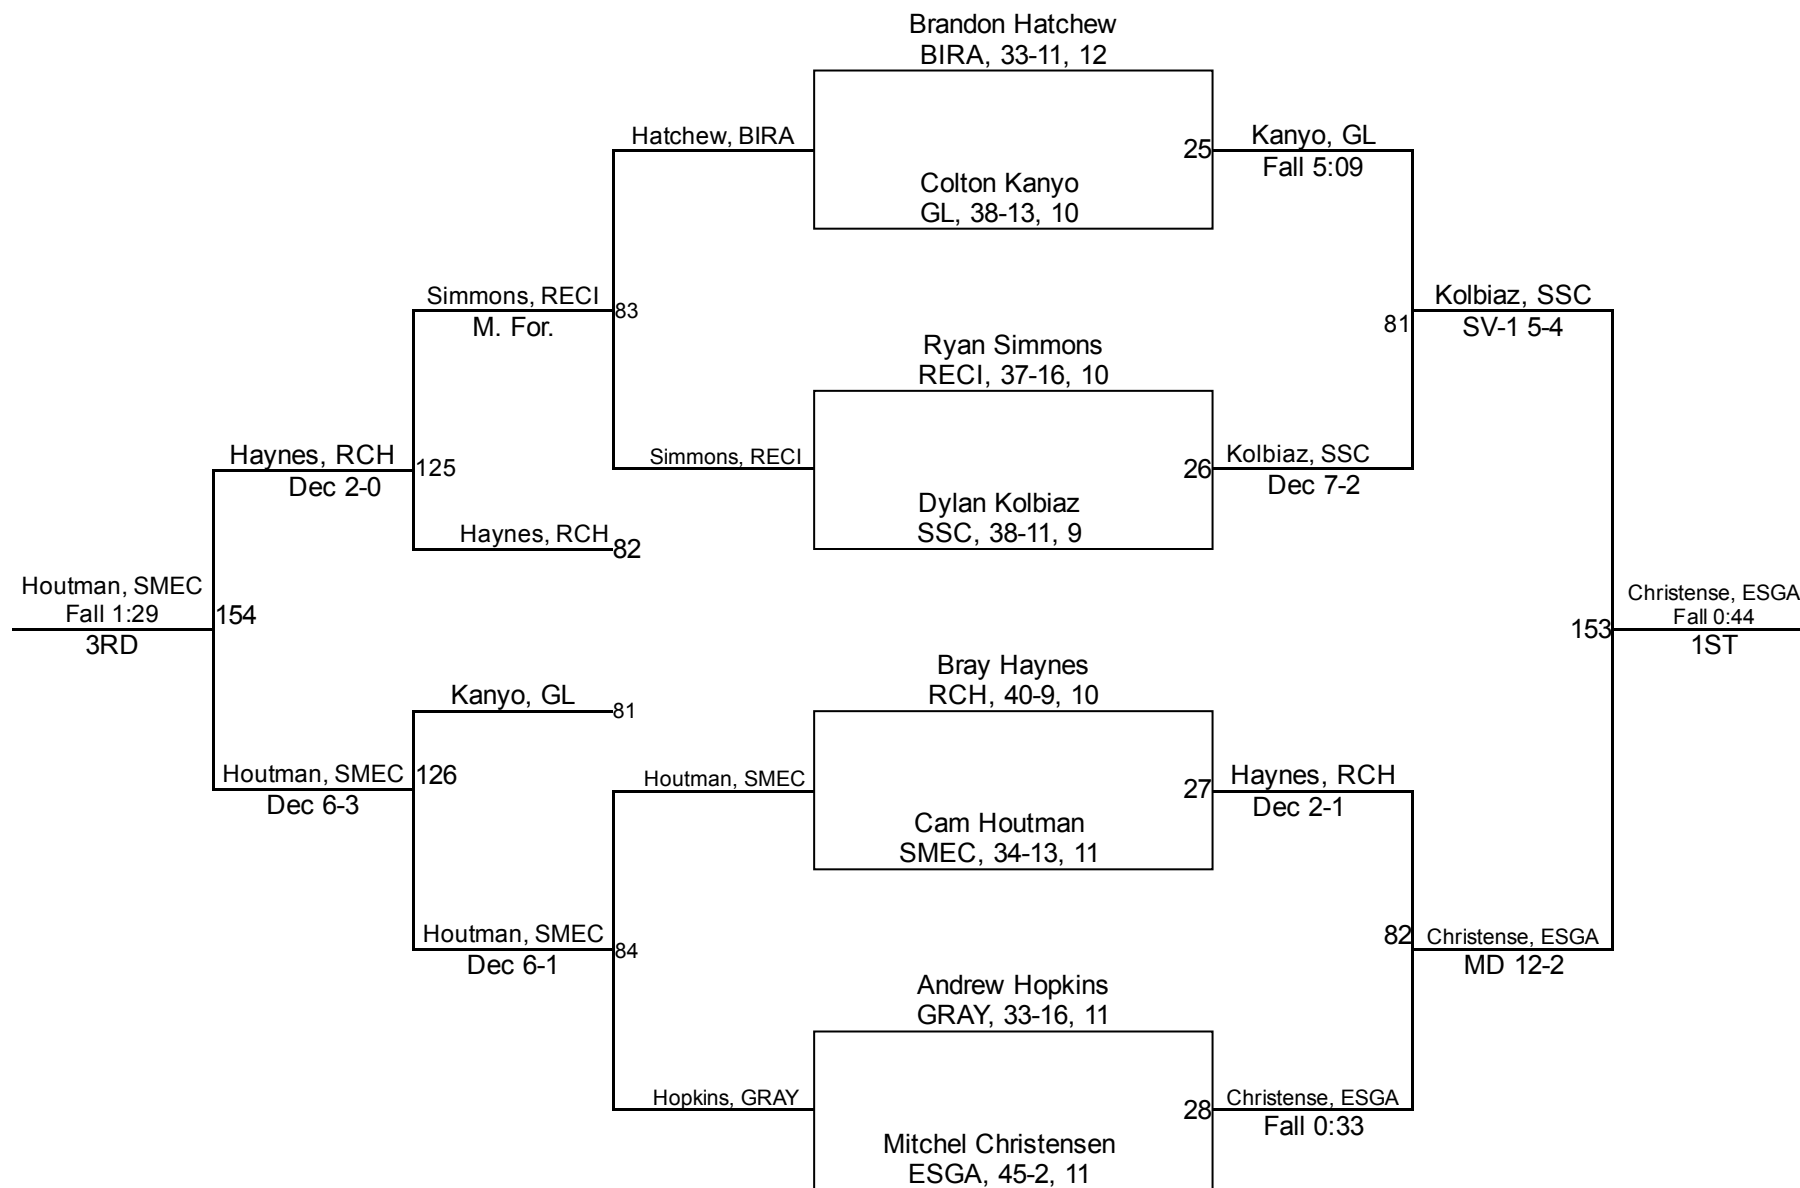 Brandon Hatchew
BIRA, 33-11, 12
Hatchew, BIRA
25
Kanyo, GL
Fall 5:09
Colton Kanyo
GL, 38-13, 10
Simmons, RECI
M. For.
83
81
Kolbiaz, SSC
SV-1 5-4
Ryan Simmons
RECI, 37-16, 10
Haynes, RCH
Dec 2-0
125
Simmons, RECI
26
Kolbiaz, SSC
Dec 7-2
Dylan Kolbiaz
SSC, 38-11, 9
Haynes, RCH
82
Houtman, SMEC
Fall 1:29
3RD
154
153
Christense, ESGA
Fall 0:44
1ST
Bray Haynes
RCH, 40-9, 10
Kanyo, GL
81
Houtman, SMEC
Dec 6-3
126
Houtman, SMEC
27
Haynes, RCH
Dec 2-1
Cam Houtman
SMEC, 34-13, 11
Houtman, SMEC
Dec 6-1
84
82
Christense, ESGA
MD 12-2
Andrew Hopkins
GRAY, 33-16, 11
Hopkins, GRAY
28
Christense, ESGA
Fall 0:33
Mitchel Christensen
ESGA, 45-2, 11